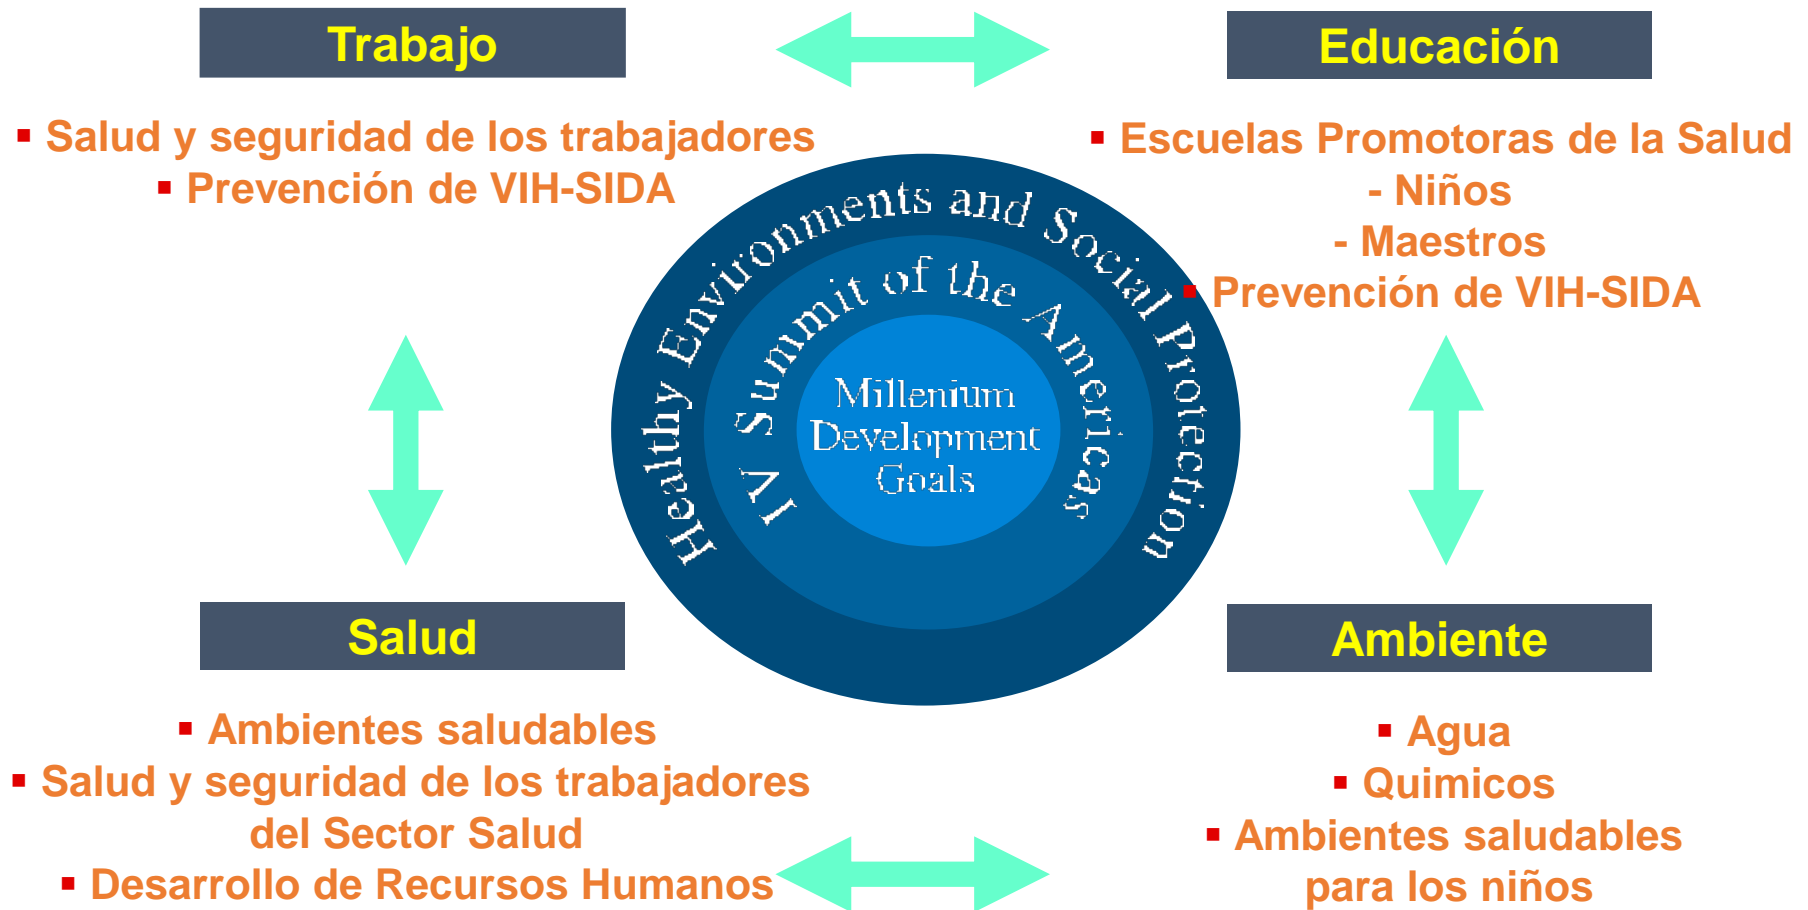 Trabajo
▪ Salud y seguridad de los trabajadores
▪ Prevención de VIH-SIDA
Educación
▪ Escuelas Promotoras de la Salud
- Niños
- Maestros
▪ Prevención de VIH-SIDA
Healthy Environments and Social Protection
IV Summit of the Americas
Millenium
Development
Goals
Salud
▪ Ambientes saludables
▪ Salud y seguridad de los trabajadores
del Sector Salud
▪ Desarrollo de Recursos Humanos
Ambiente
▪ Agua
▪ Quimicos
▪ Ambientes saludables
para los niños